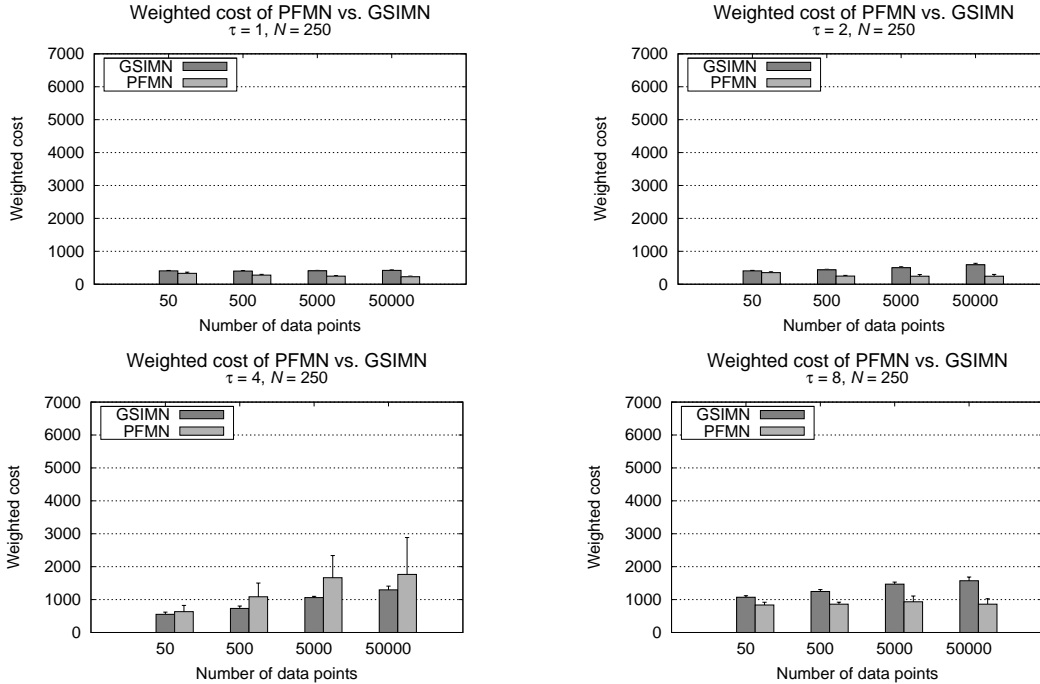 Weighted cost of PFMN vs. GSIMN
τ = 1, N = 250
7000
6000
5000
4000
3000
2000
1000
0
Weighted cost
GSIMN
PFMN
50 500 5000 50000
Number of data points
Weighted cost of PFMN vs. GSIMN
τ = 2, N = 250
7000
6000
5000
4000
3000
2000
1000
0
Weighted cost
GSIMN
PFMN
50 500 5000 50000
Number of data points
Weighted cost of PFMN vs. GSIMN
τ = 4, N = 250
7000
6000
5000
4000
3000
2000
1000
0
Weighted cost
GSIMN
PFMN
50 500 5000 50000
Number of data points
Weighted cost of PFMN vs. GSIMN
τ = 8, N = 250
7000
6000
5000
4000
3000
2000
1000
0
Weighted cost
GSIMN
PFMN
50 500 5000 50000
Number of data points